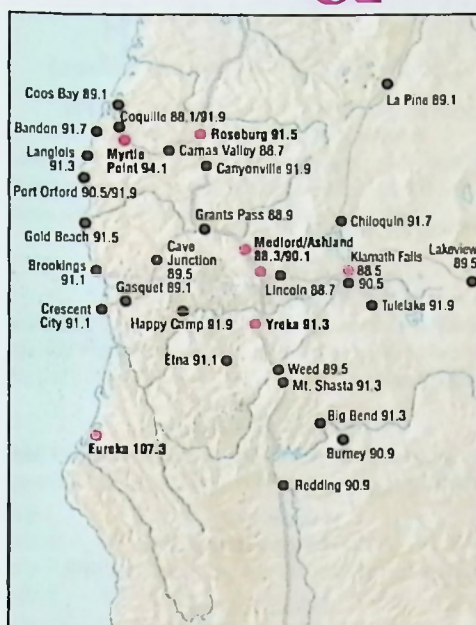 Coos Bay 89.1
La Pine 89.1
Coquille 88.1/91.9
Bandon 91.7
Roseburg 91.5
Langlois
91.3
Myrtle
Point 94.1
Camas Valley 88.7
Canyonville 91.9
Port Orford 90.5/91.9
Grants Pass 88.9
Chiloquin 91.7
Gold Beach 91.5
Medford/Ashland
88.3/90.1
Cave
Junction
89.5
Klamath Falls
88.5
90.5
Lakeview
89.5
Brookings
91.1
Lincoln 88.7
Gasquet 89.1
Tulelake 91.9
Crescent
City 91.1
Happy Camp 91.9
Yreka 91.3
Etna 91.1
Weed 89.5
Mt. Shasta 91.3
Big Bend 91.3
Burney 90.9
Eureka 107.3
Redding 90.9